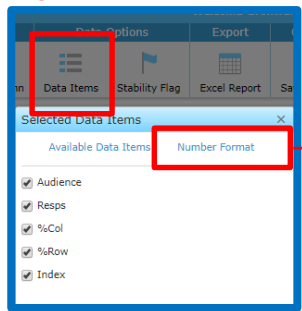 Data Options Export
Data Items Stability Flag Excel Report
Selected Data Items ×
Available Data Items Number Format
Audience
Resps
%Col
%Row
Index